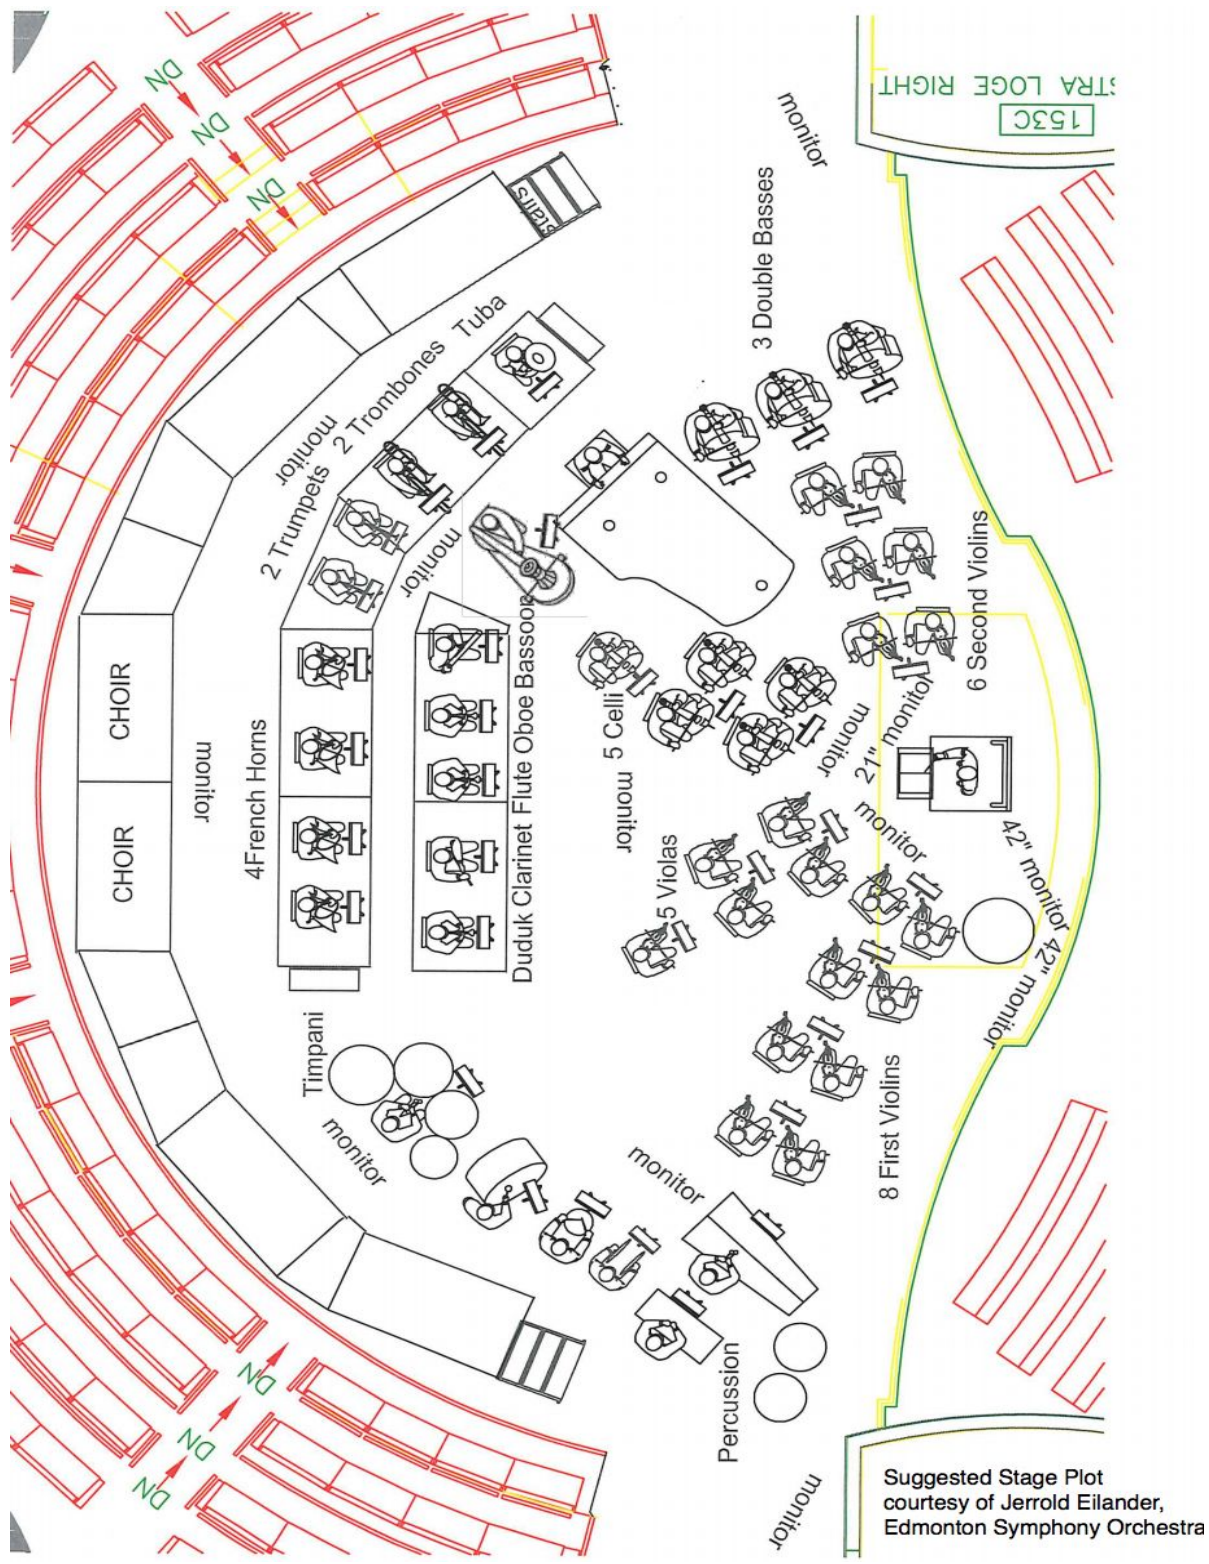 DN
DN
DN
STRA LOGE RIGHT
153C
monitor
stairs
3 Double Basses
Tuba
2 Trombones
monitor
2 Trumpets
monitor
6 Second Violins
CHOIR
CHOIR
monitor
4French Horns
Duduk Clarinet Flute Oboe Bassoon
5 Celli
monitor
monitor
21" monitor
monitor
5 Violas
42" monitor
42" monitor
Timpani
monitor
8 First Violins
monitor
Percussion
DN
DN
DN
monitor
Suggested Stage Plot
courtesy of Jerrold Eilander,
Edmonton Symphony Orchestra